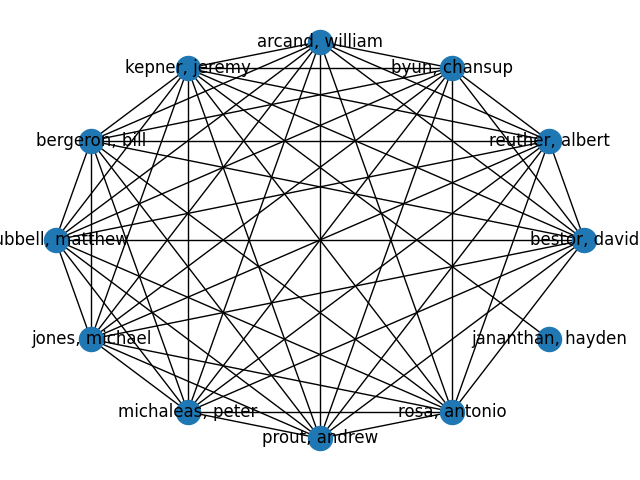 arcand, william
kepner, jeremy
byun, chansup
bergeron, bill
reuther, albert
ubbell, matthew
bestor, david
jones, michael
jananthan, hayden
michaleas, peter
rosa, antonio
prout, andrew